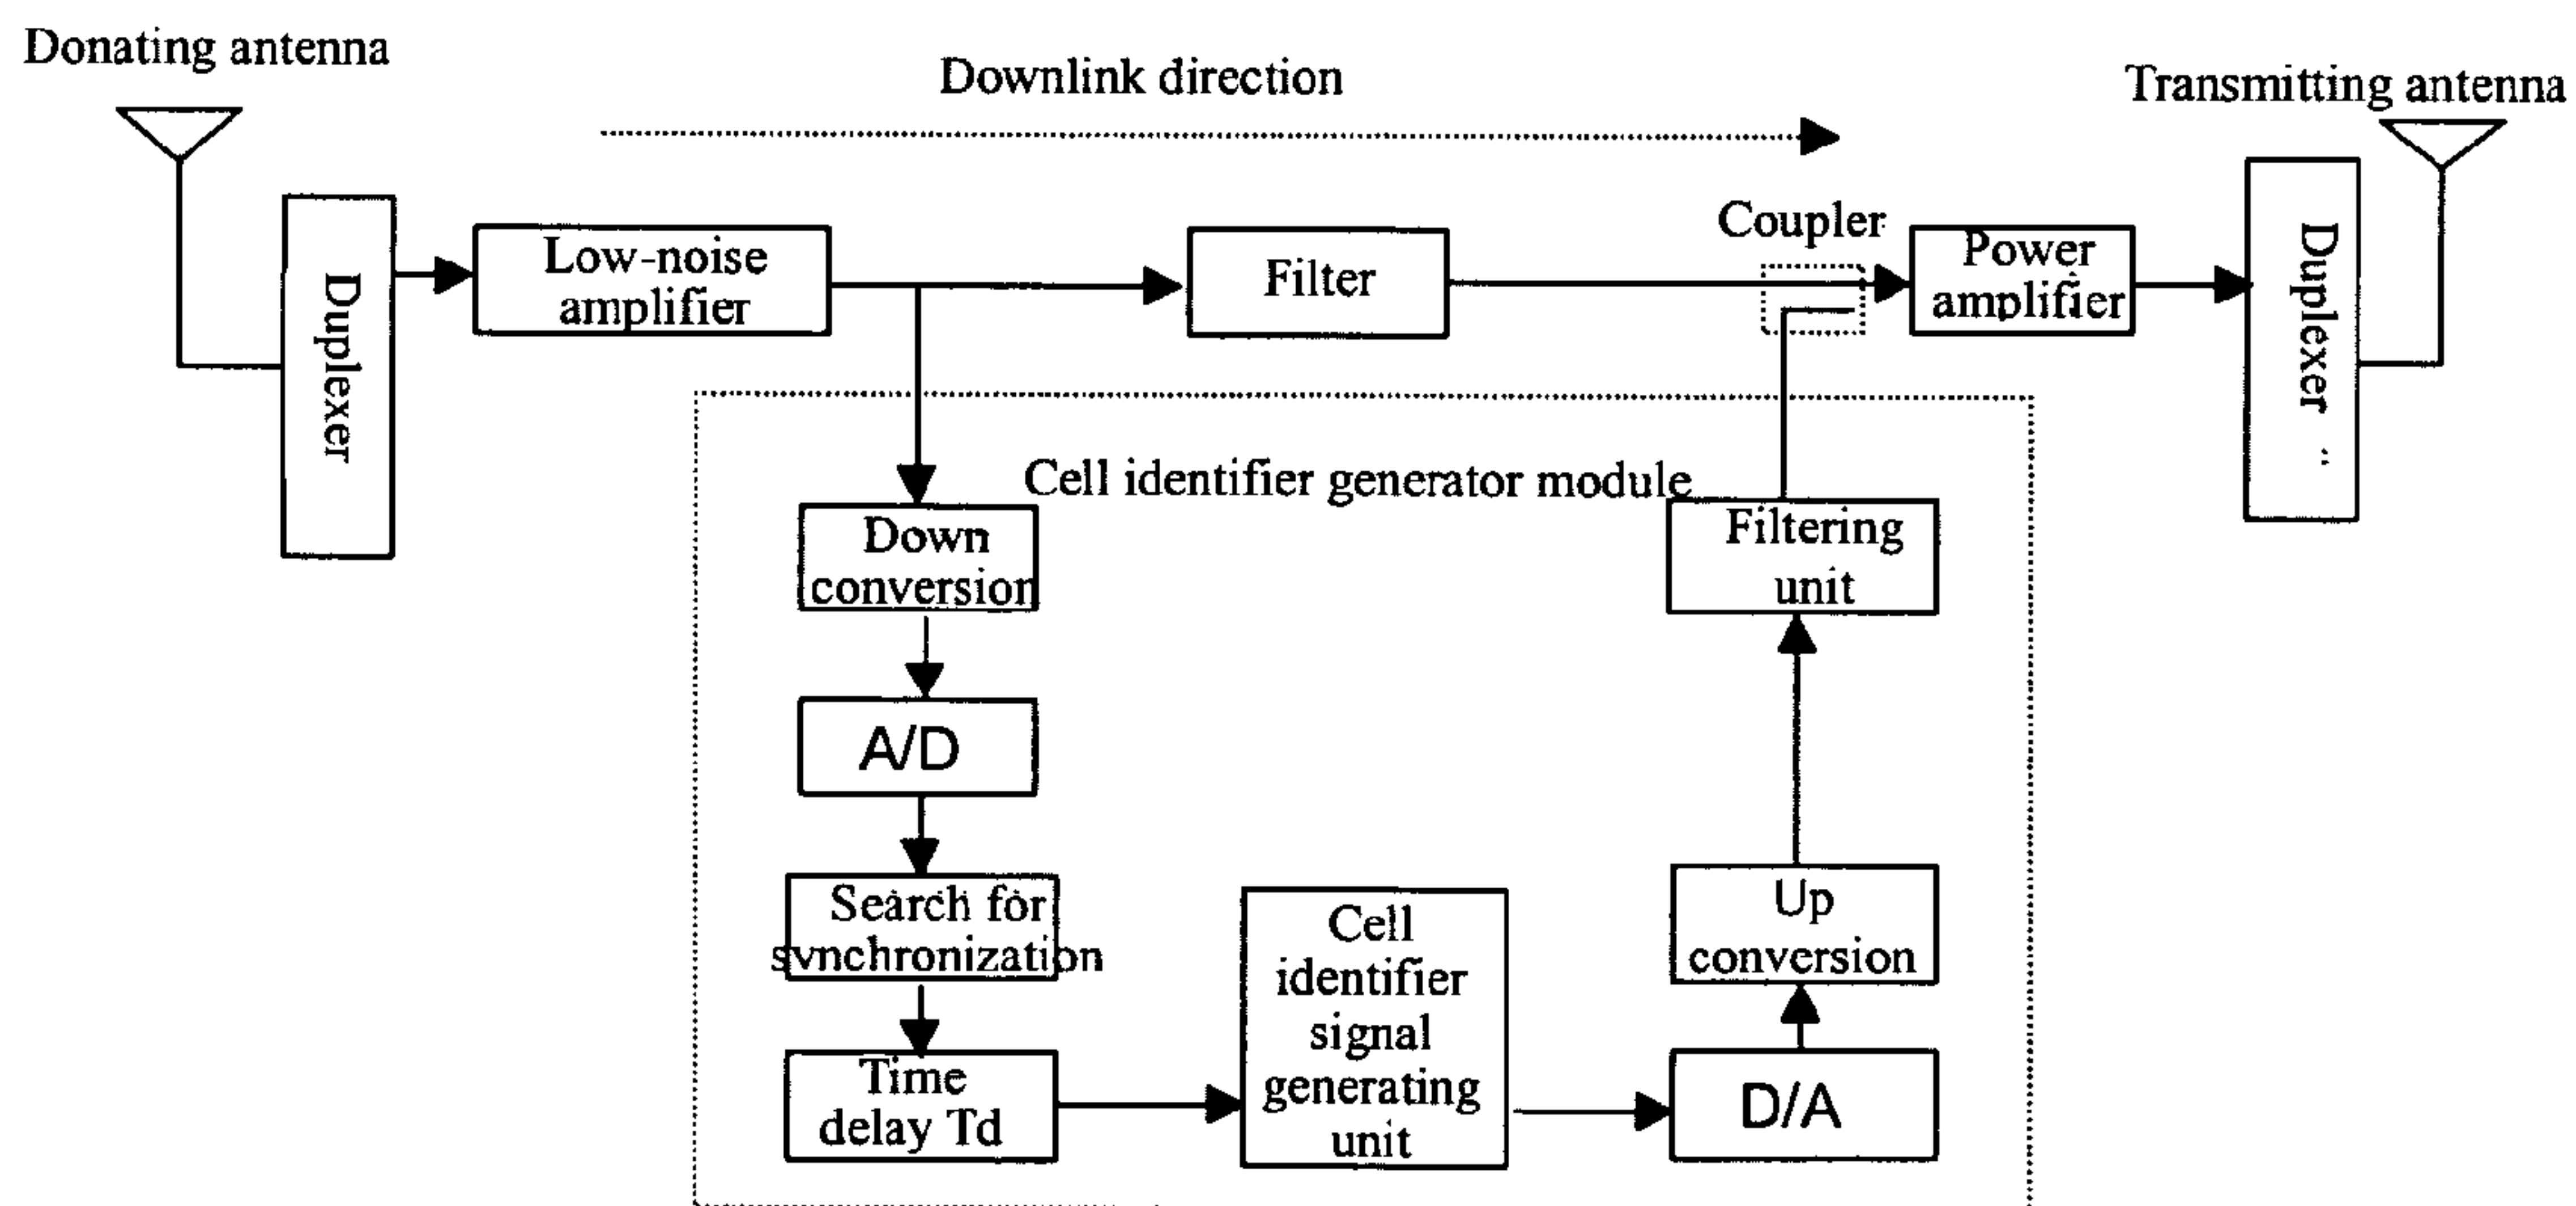 Donating antenna
Downlink direction
Transmitting antenna
Duplexer
Low-noise
amplifier
Filter
Coupler
Power
amplifier
Duplexer
Cell identifier generator module
Down
conversion
Filtering
unit
A/D
Search for
synchronization
Up
conversion
Time
delay Td
Cell
identifier
signal
generating
unit
D/A